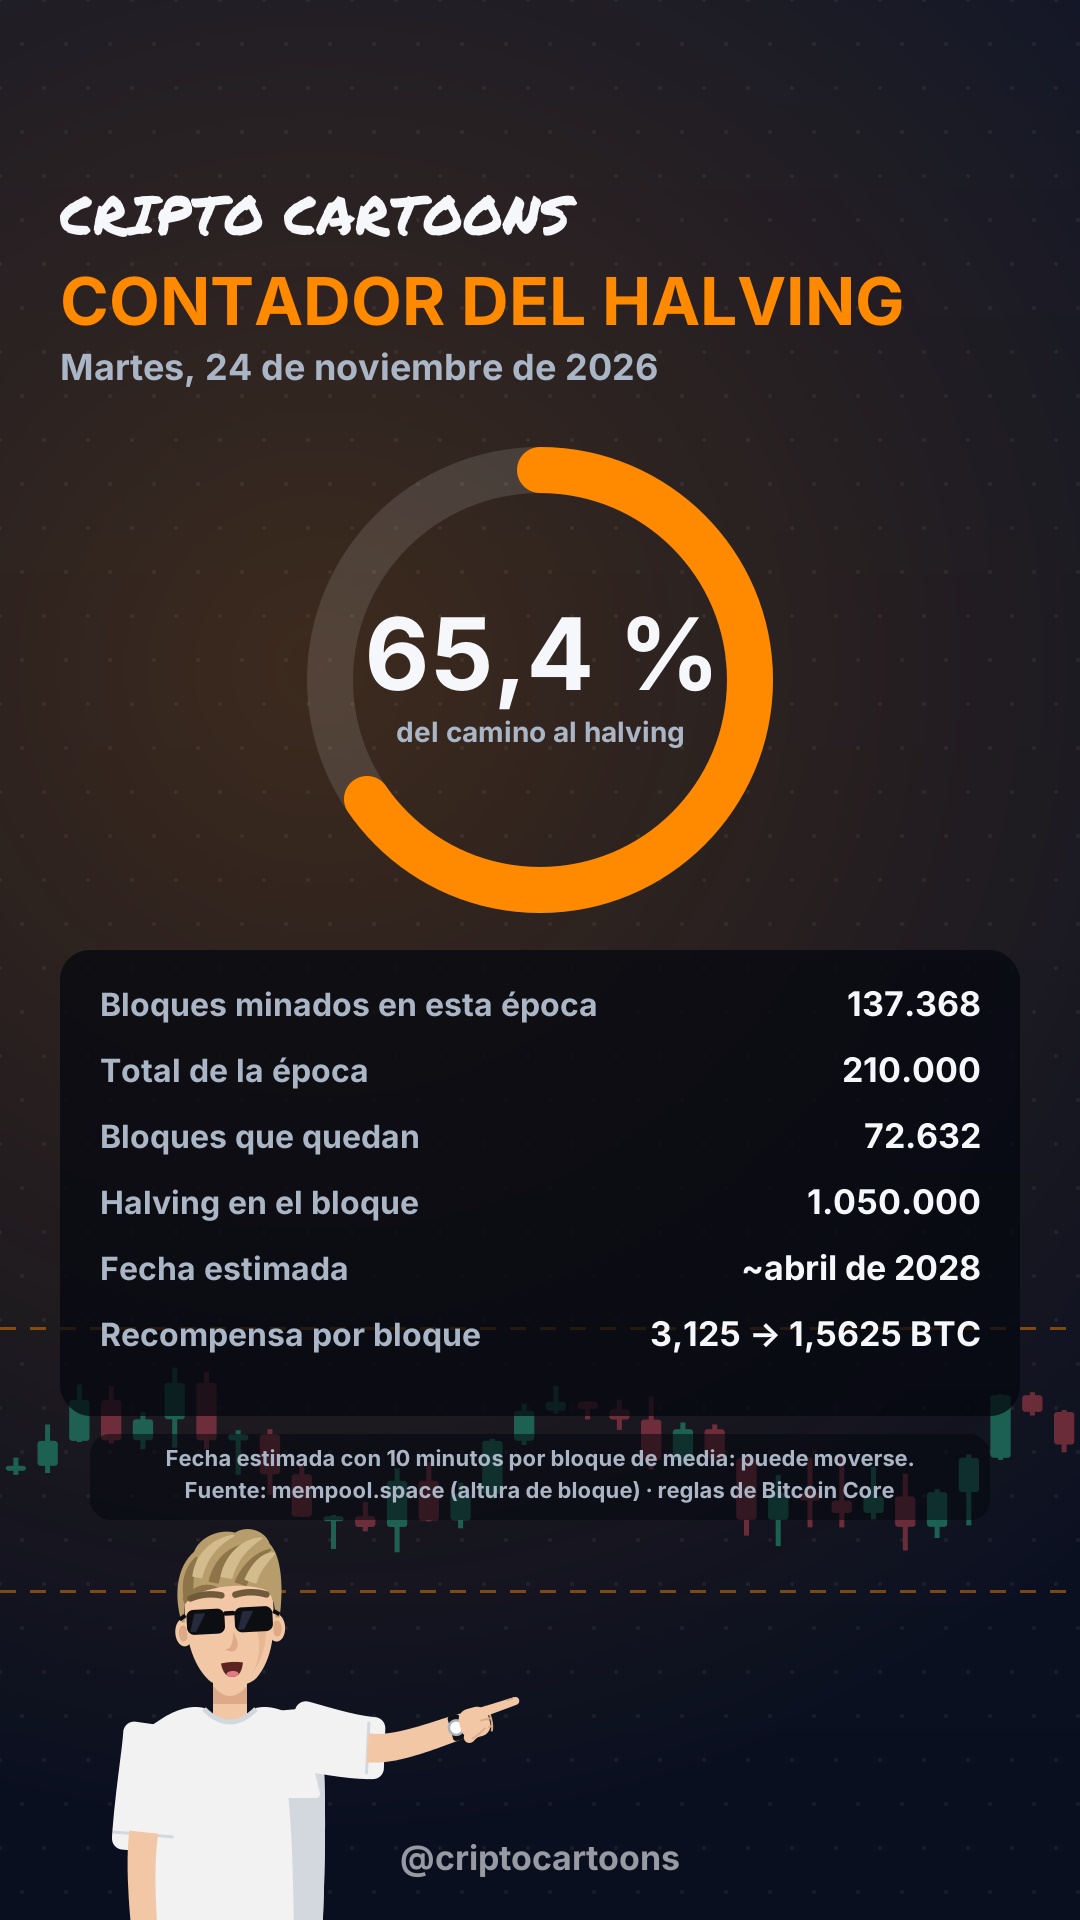 CRIPTO CARTOONS
CONTADOR DEL HALVING
Martes, 24 de noviembre de 2026
65,4 %
del camino al halving
Bloques minados en esta época 137.368
Total de la época 210.000
Bloques que quedan 72.632
Halving en el bloque 1.050.000
Fecha estimada ~abril de 2028
Recompensa por bloque 3,125 → 1,5625 BTC
Fecha estimada con 10 minutos por bloque de media: puede moverse.
Fuente: mempool.space (altura de bloque) · reglas de Bitcoin Core
@criptocartoons